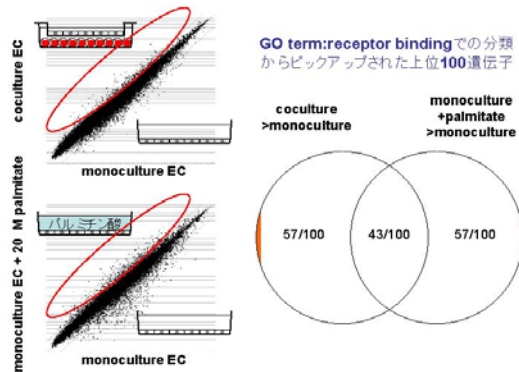 coculture EC
monoculture EC
monoculture EC + 20 M palmitate
パルミチン酸
monoculture EC
GO term:receptor bindingでの分類
からピックアップされた上位100遺伝子
coculture
>monoculture
monoculture
+palmitate
>monoculture
57/100
43/100
57/100